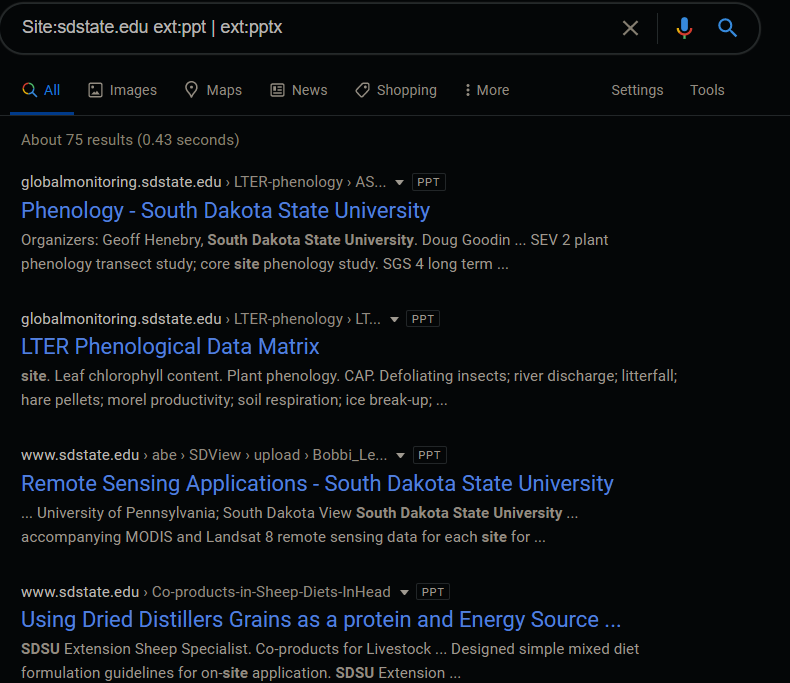 Site:sdstate.edu ext:ppt | ext:pptx
All Images Maps News Shopping More Settings Tools
About 75 results (0.43 seconds)
globalmonitoring.sdstate.edu › LTER-phenology › AS... PPT
Phenology - South Dakota State University
Organizers: Geoff Henebry, South Dakota State University. Doug Goodin ... SEV 2 plant
phenology transect study; core site phenology study. SGS 4 long term ...
globalmonitoring.sdstate.edu › LTER-phenology › LT... PPT
LTER Phenological Data Matrix
site. Leaf chlorophyll content. Plant phenology. CAP. Defoliating insects; river discharge; litterfall;
hare pellets; morel productivity; soil respiration; ice break-up; ...
www.sdstate.edu › abe › SDView › upload › Bobbi_Le... PPT
Remote Sensing Applications - South Dakota State University
... University of Pennsylvania; South Dakota View South Dakota State University ...
accompanying MODIS and Landsat 8 remote sensing data for each site for ...
www.sdstate.edu › Co-products-in-Sheep-Diets-InHead PPT
Using Dried Distillers Grains as a protein and Energy Source ...
SDSU Extension Sheep Specialist. Co-products for Livestock ... Designed simple mixed diet
formulation guidelines for on-site application. SDSU Extension ...